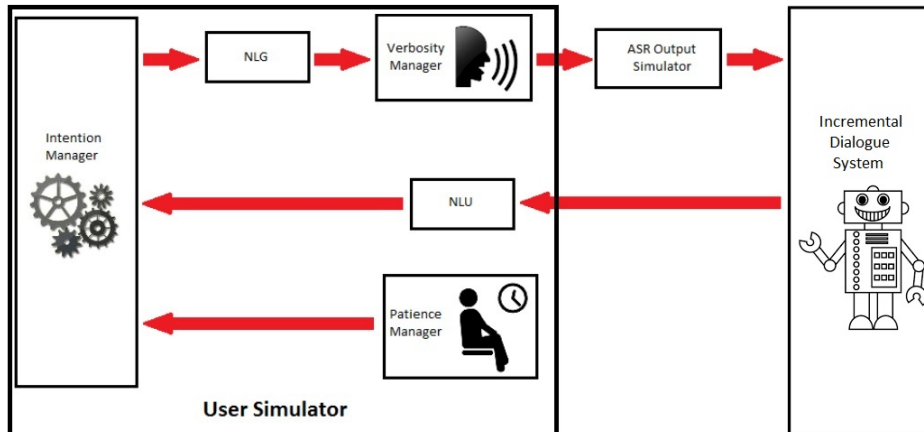 Intention
Manager
NLG
Verbosity
Manager
ASR Output
Simulator
Incremental
Dialogue
System
NLU
Patience
Manager
User Simulator